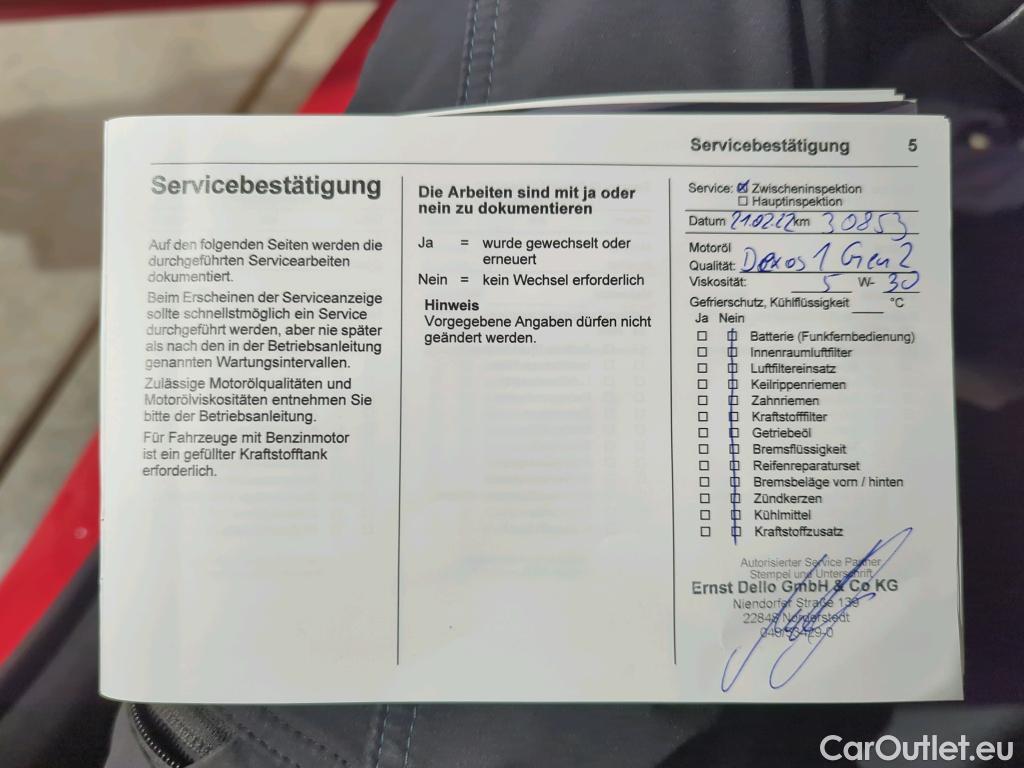 Servicebestätigung 5
Servicebestätigung
Auf den folgenden Seiten werden die
durchgeführten Servicearbeiten
dokumentiert.
Beim Erscheinen der Serviceanzeige
sollte schnellstmöglich ein Service
durchgeführt werden, aber nie später
als nach den in der Betriebsanleitung
genannten Wartungsintervallen.
Zulässige Motorölqualitäten und
Motorölviskositäten entnehmen Sie
bitte der Betriebsanleitung.
Für Fahrzeuge mit Benzinmotor
ist ein gefüllter Kraftstofftank
erforderlich.
Die Arbeiten sind mit ja oder
nein zu dokumentieren
Ja = wurde gewechselt oder
erneuert
Nein = kein Wechsel erforderlich
Hinweis
Vorgegebene Angaben dürfen nicht
geändert werden.
Service: Zwischeninspektion
Hauptinspektion
Datum 21.02.22 km 30853
Motoröl
Qualität: Dexos 1 Gen 2
Viskosität: 5 W- 30
Gefrierschutz, Kühlflüssigkeit °C
Ja Nein
Batterie (Funkfernbedienung)
Innenraumluftfilter
Luftfiltereinsatz
Keilrippenriemen
Zahnriemen
Kraftstofffilter
Getriebeöl
Bremsflüssigkeit
Reifenreparaturset
Bremsbeläge vorn / hinten
Zündkerzen
Kühlmittel
Kraftstoffzusatz
Autorisierter Service Partner
Stempel und Unterschrift
Ernst Dello GmbH & Co KG
Niendorfer Straße 139
22848 Norderstedt
CarOutlet.eu